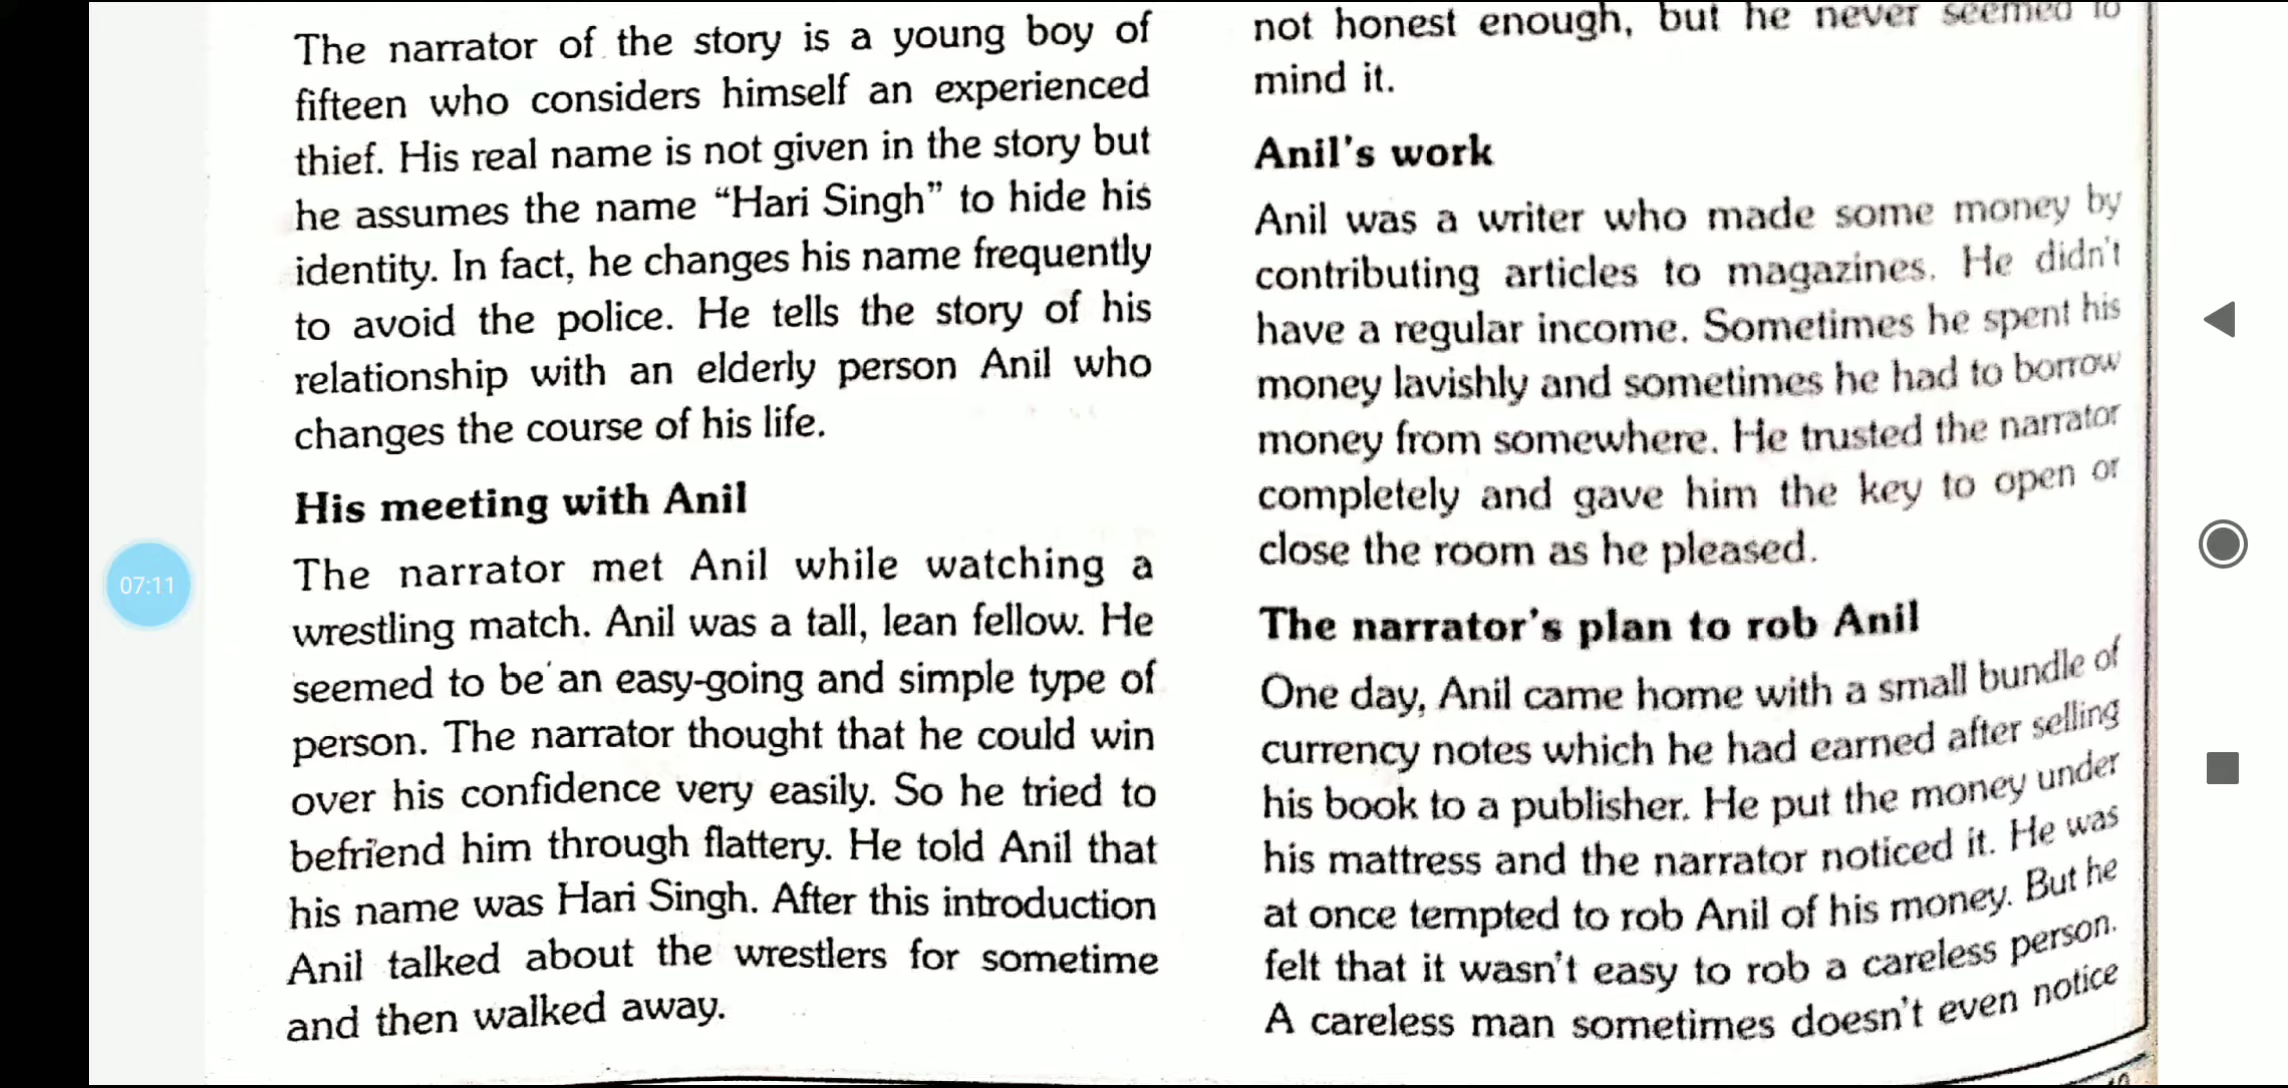 The narrator of the story is a young boy of
fifteen who considers himself an experienced
thief. His real name is not given in the story but
he assumes the name “Hari Singh” to hide his
identity. In fact, he changes his name frequently
to avoid the police. He tells the story of his
relationship with an elderly person Anil who
changes the course of his life.
His meeting with Anil
The narrator met Anil while watching a
wrestling match. Anil was a tall, lean fellow. He
seemed to be an easy-going and simple type of
person. The narrator thought that he could win
over his confidence very easily. So he tried to
befriend him through flattery. He told Anil that
his name was Hari Singh. After this introduction
Anil talked about the wrestlers for sometime
and then walked away.
not honest enough, but he never seemed to
mind it.
Anil's work
Anil was a writer who made some money by
contributing articles to magazines. He didn't
have a regular income. Sometimes he spent his
money lavishly and sometimes he had to borrow
money from somewhere. He trusted the narrator
completely and gave him the key to open or
close the room as he pleased.
The narrator's plan to rob Anil
One day, Anil came home with a small bundle of
currency notes which he had earned after selling
his book to a publisher. He put the money under
his mattress and the narrator noticed it. He was
at once tempted to rob Anil of his money. But he
felt that it wasn't easy to rob a careless person.
A careless man sometimes doesn't even notice
07:11